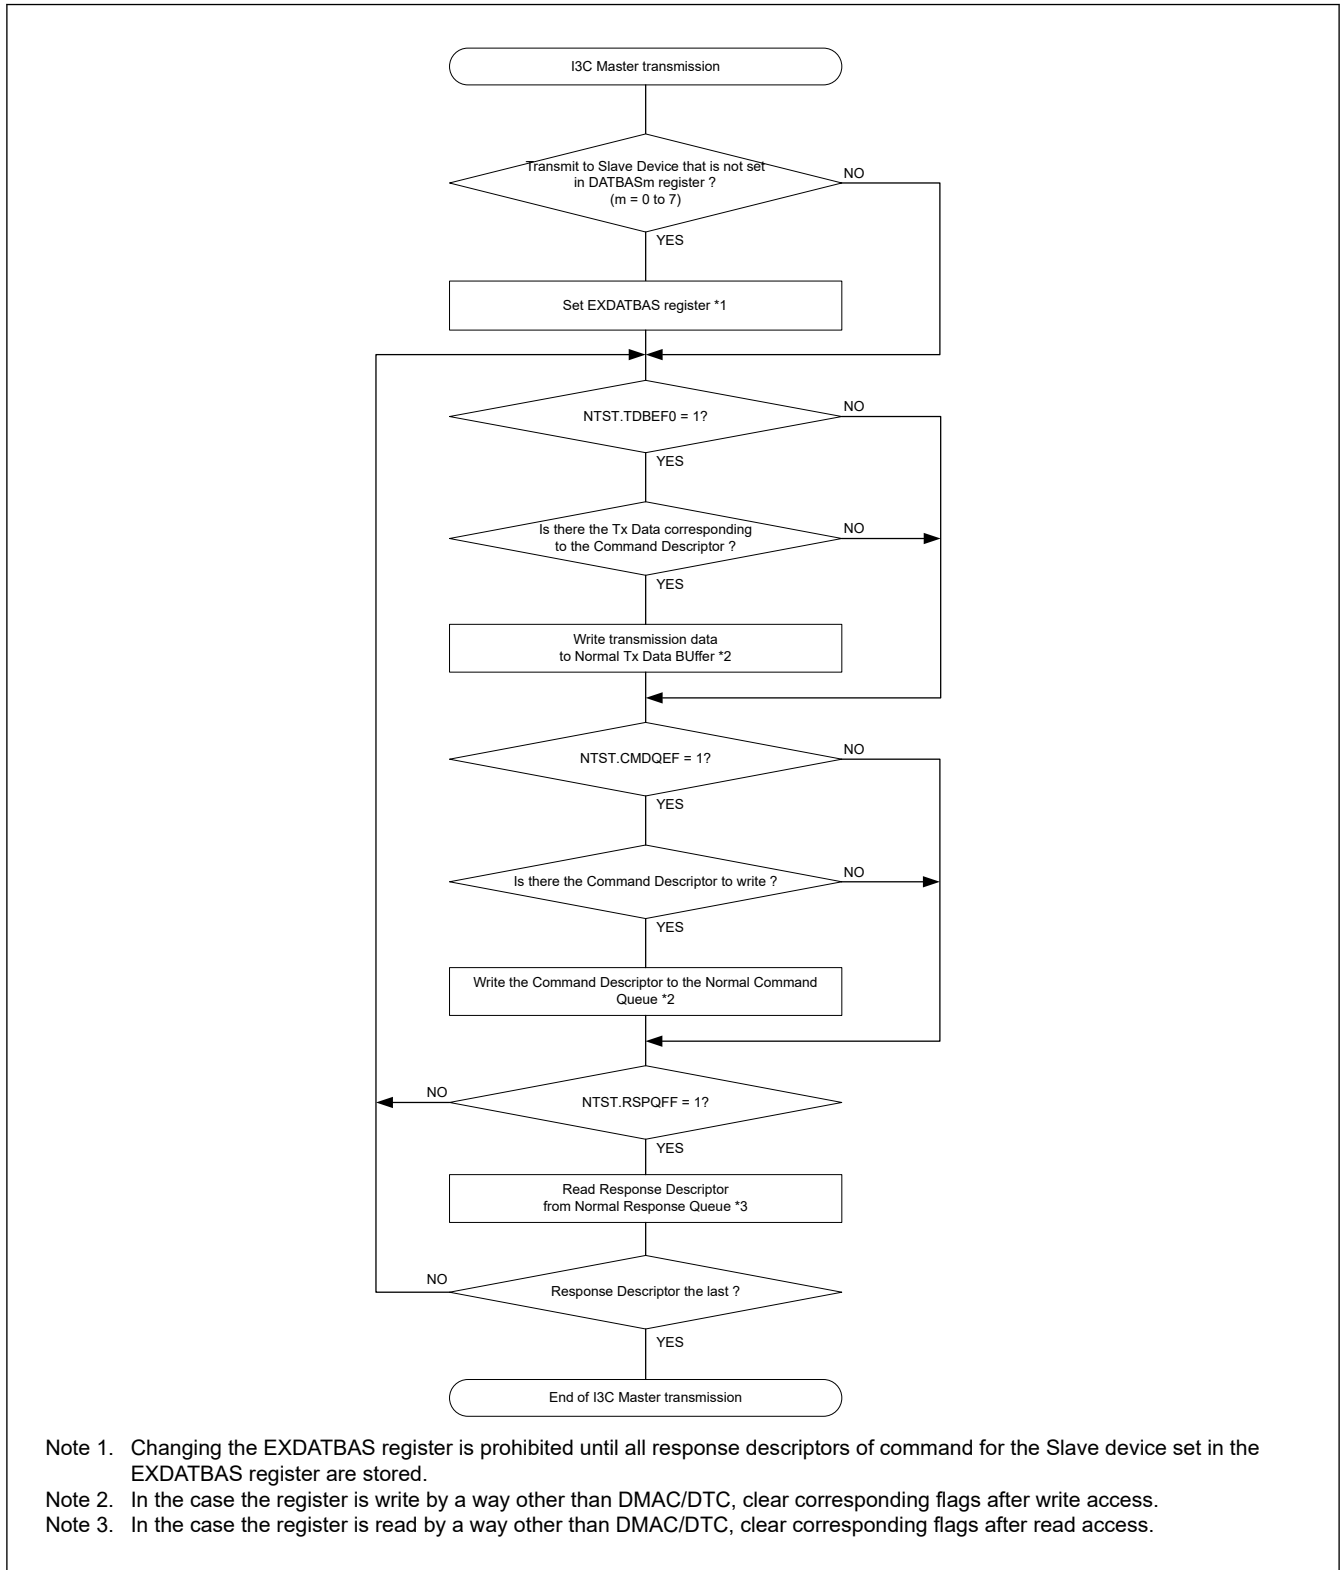 I3C Master transmission
Transmit to Slave Device that is not set
in DATBASm register ?
(m = 0 to 7)
NO
YES
Set EXDATBAS register *1
NTST.TDBEF0 = 1?
NO
YES
Is there the Tx Data corresponding
to the Command Descriptor ?
NO
YES
Write transmission data
to Normal Tx Data BUffer *2
NTST.CMDQEF = 1?
NO
YES
Is there the Command Descriptor to write ?
NO
YES
Write the Command Descriptor to the Normal Command
Queue *2
NO
NTST.RSPQFF = 1?
YES
Read Response Descriptor
from Normal Response Queue *3
NO
Response Descriptor the last ?
YES
End of I3C Master transmission
Note 1. Changing the EXDATBAS register is prohibited until all response descriptors of command for the Slave device set in the
EXDATBAS register are stored.
Note 2. In the case the register is write by a way other than DMAC/DTC, clear corresponding flags after write access.
Note 3. In the case the register is read by a way other than DMAC/DTC, clear corresponding flags after read access.